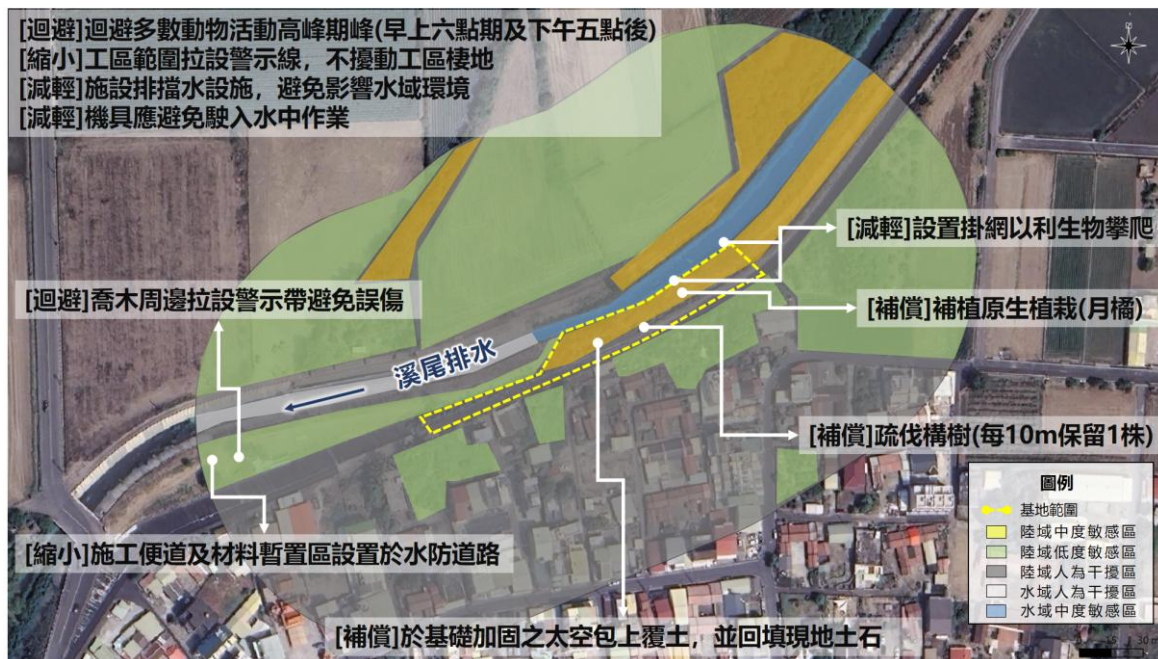 [迴避]迴避多數動物活動高峰期峰(早上六點期及下午五點後)
[縮小]工區範圍拉設警示線，不擾動工區棲地
[減輕]施設排擋水設施，避免影響水域環境
[減輕]機具應避免駛入水中作業
[減輕]設置掛網以利生物攀爬
[迴避]喬木周邊拉設警示帶避免誤傷
[補償]補植原生植栽(月橘)
溪尾排水
[補償]疏伐構樹(每10m保留1株)
[縮小]施工便道及材料暫置區設置於水防道路
[補償]於基礎加固之太空包上覆土，並回填現地土石
圖例
基地範圍
陸域中度敏感區
陸域低度敏感區
陸域人為干擾區
水域人為干擾區
水域中度敏感區
15 30 m